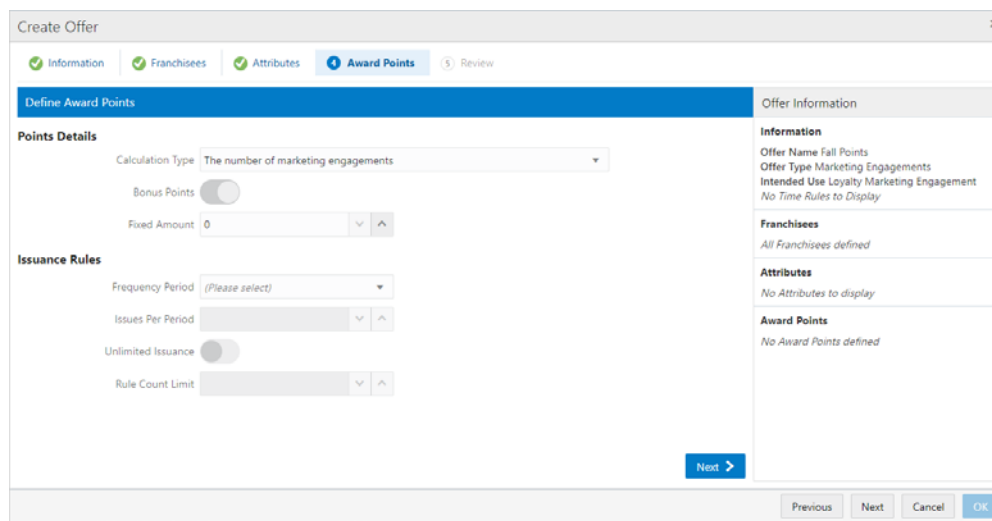 Create Offer
Information Franchisees Attributes 4 Award Points 5 Review
Define Award Points
Points Details
Calculation Type The number of marketing engagements
Bonus Points
Fixed Amount 0
Issuance Rules
Frequency Period (Please select)
Issues Per Period
Unlimited Issuance
Rule Count Limit
Next
Offer Information
Information
Offer Name Fall Points
Offer Type Marketing Engagements
Intended Use Loyalty Marketing Engagement
No Time Rules to Display
Franchisees
All Franchisees defined
Attributes
No Attributes to display
Award Points
No Award Points defined
Previous Next Cancel OK